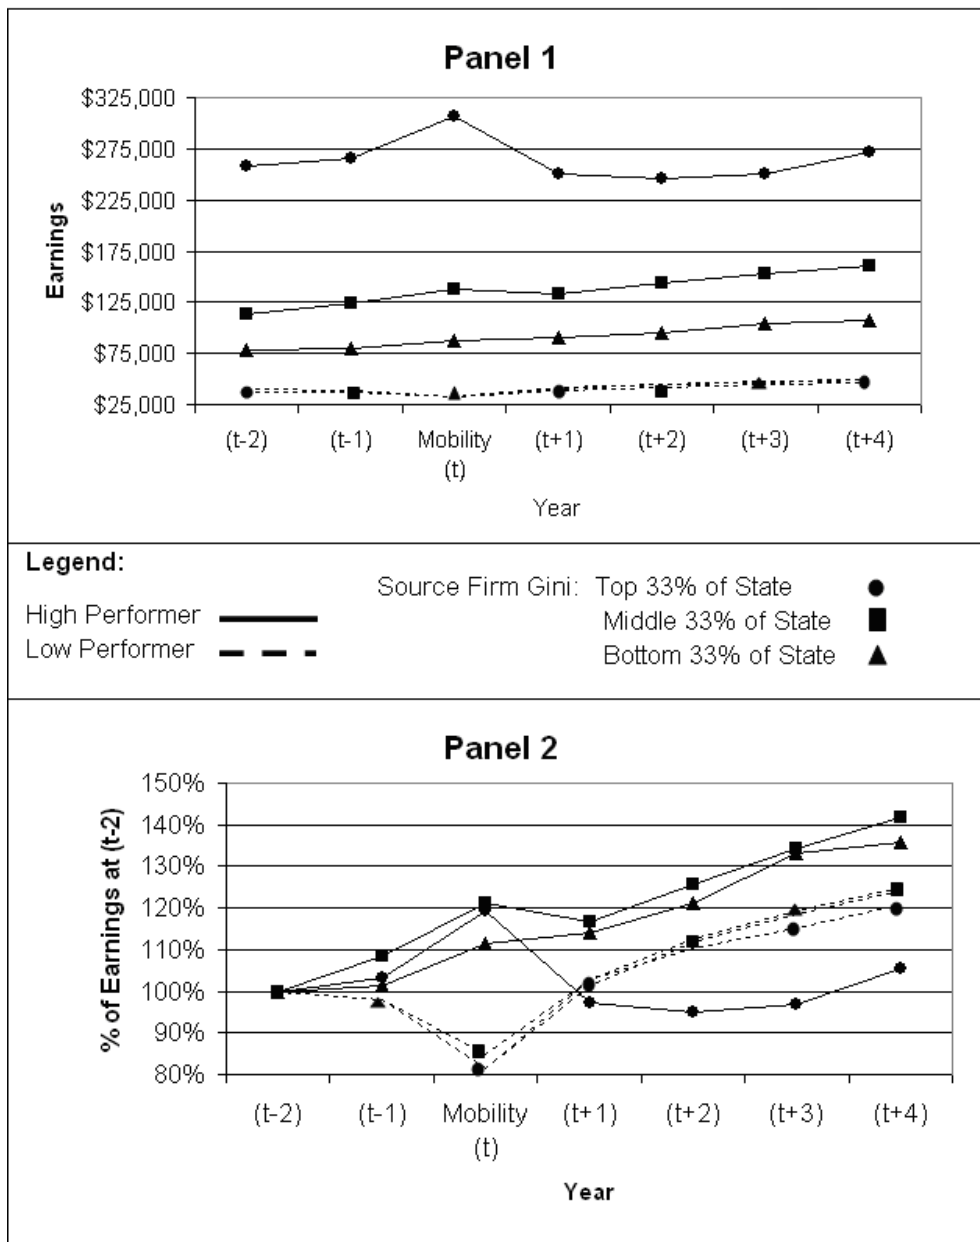 Panel 1
$325,000
$275,000
$225,000
$175,000
$125,000
$75,000
$25,000
Earnings
(t-2) (t-1) Mobility (t) (t+1) (t+2) (t+3) (t+4)
Year
Legend:
High Performer
Low Performer
Source Firm Gini: Top 33% of State
Middle 33% of State
Bottom 33% of State
Panel 2
150%
140%
130%
120%
110%
100%
90%
80%
% of Earnings at (t-2)
(t-2) (t-1) Mobility (t) (t+1) (t+2) (t+3) (t+4)
Year